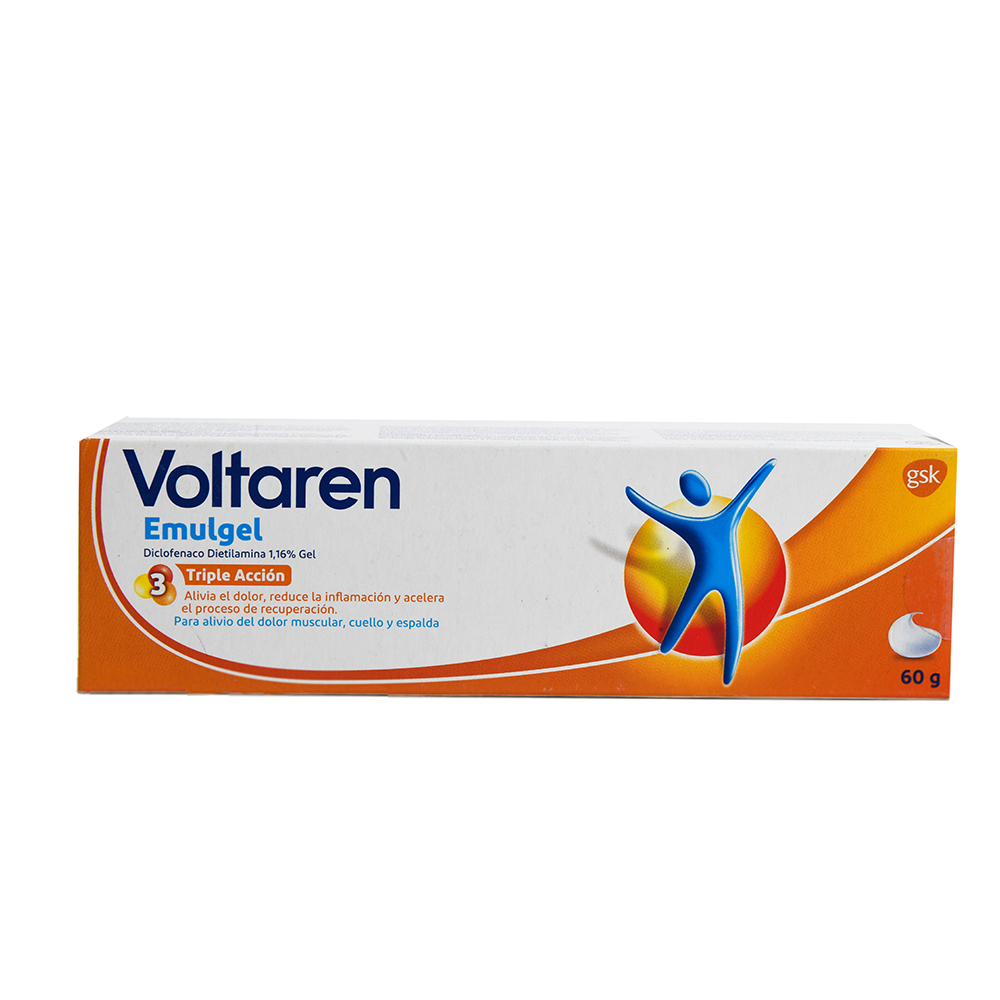 Voltaren
Emulgel
Diclofenaco Dietilamina 1,16% Gel
3 Triple Acción
Alivia el dolor, reduce la inflamación y acelera
el proceso de recuperación.
Para alivio del dolor muscular, cuello y espalda
gsk
60 g